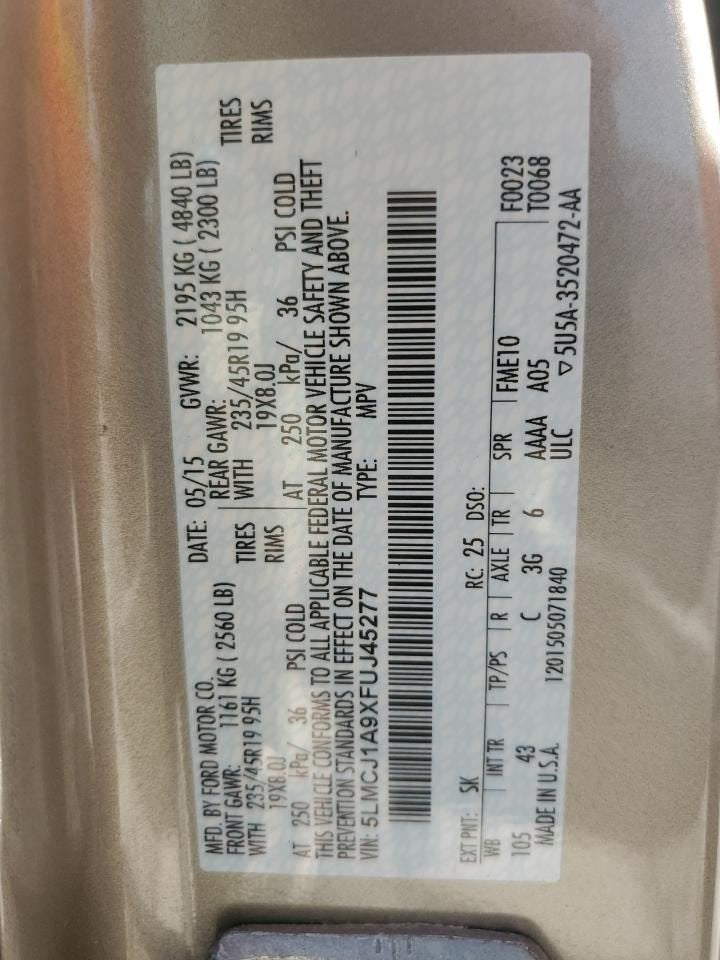 MFD. BY FORD MOTOR CO. DATE: 05/15 GVWR: 2195 KG ( 4840 LB)
FRONT GAWR: 1161 KG ( 2560 LB) REAR GAWR: 1043 KG ( 2300 LB)
WITH 235/45R19 95H TIRES WITH 235/45R19 95H TIRES
19X8.0J RIMS 19X8.0J RIMS
AT 250 kPa/ 36 PSI COLD AT 250 kPa/ 36 PSI COLD
THIS VEHICLE CONFORMS TO ALL APPLICABLE FEDERAL MOTOR VEHICLE SAFETY AND THEFT
PREVENTION STANDARDS IN EFFECT ON THE DATE OF MANUFACTURE SHOWN ABOVE.
VIN: 5LMCJ1A9XFUJ45277 TYPE: MPV
EXT PNT: SK RC: 25 DSO:
WB INT TR TP/PS R AXLE TR SPR FME10 F0023
105 43 C 3G 6 AAAA A05 T0068
MADE IN U.S.A. 1201505071840 ULC ▽ 5U5A-3520472-AA